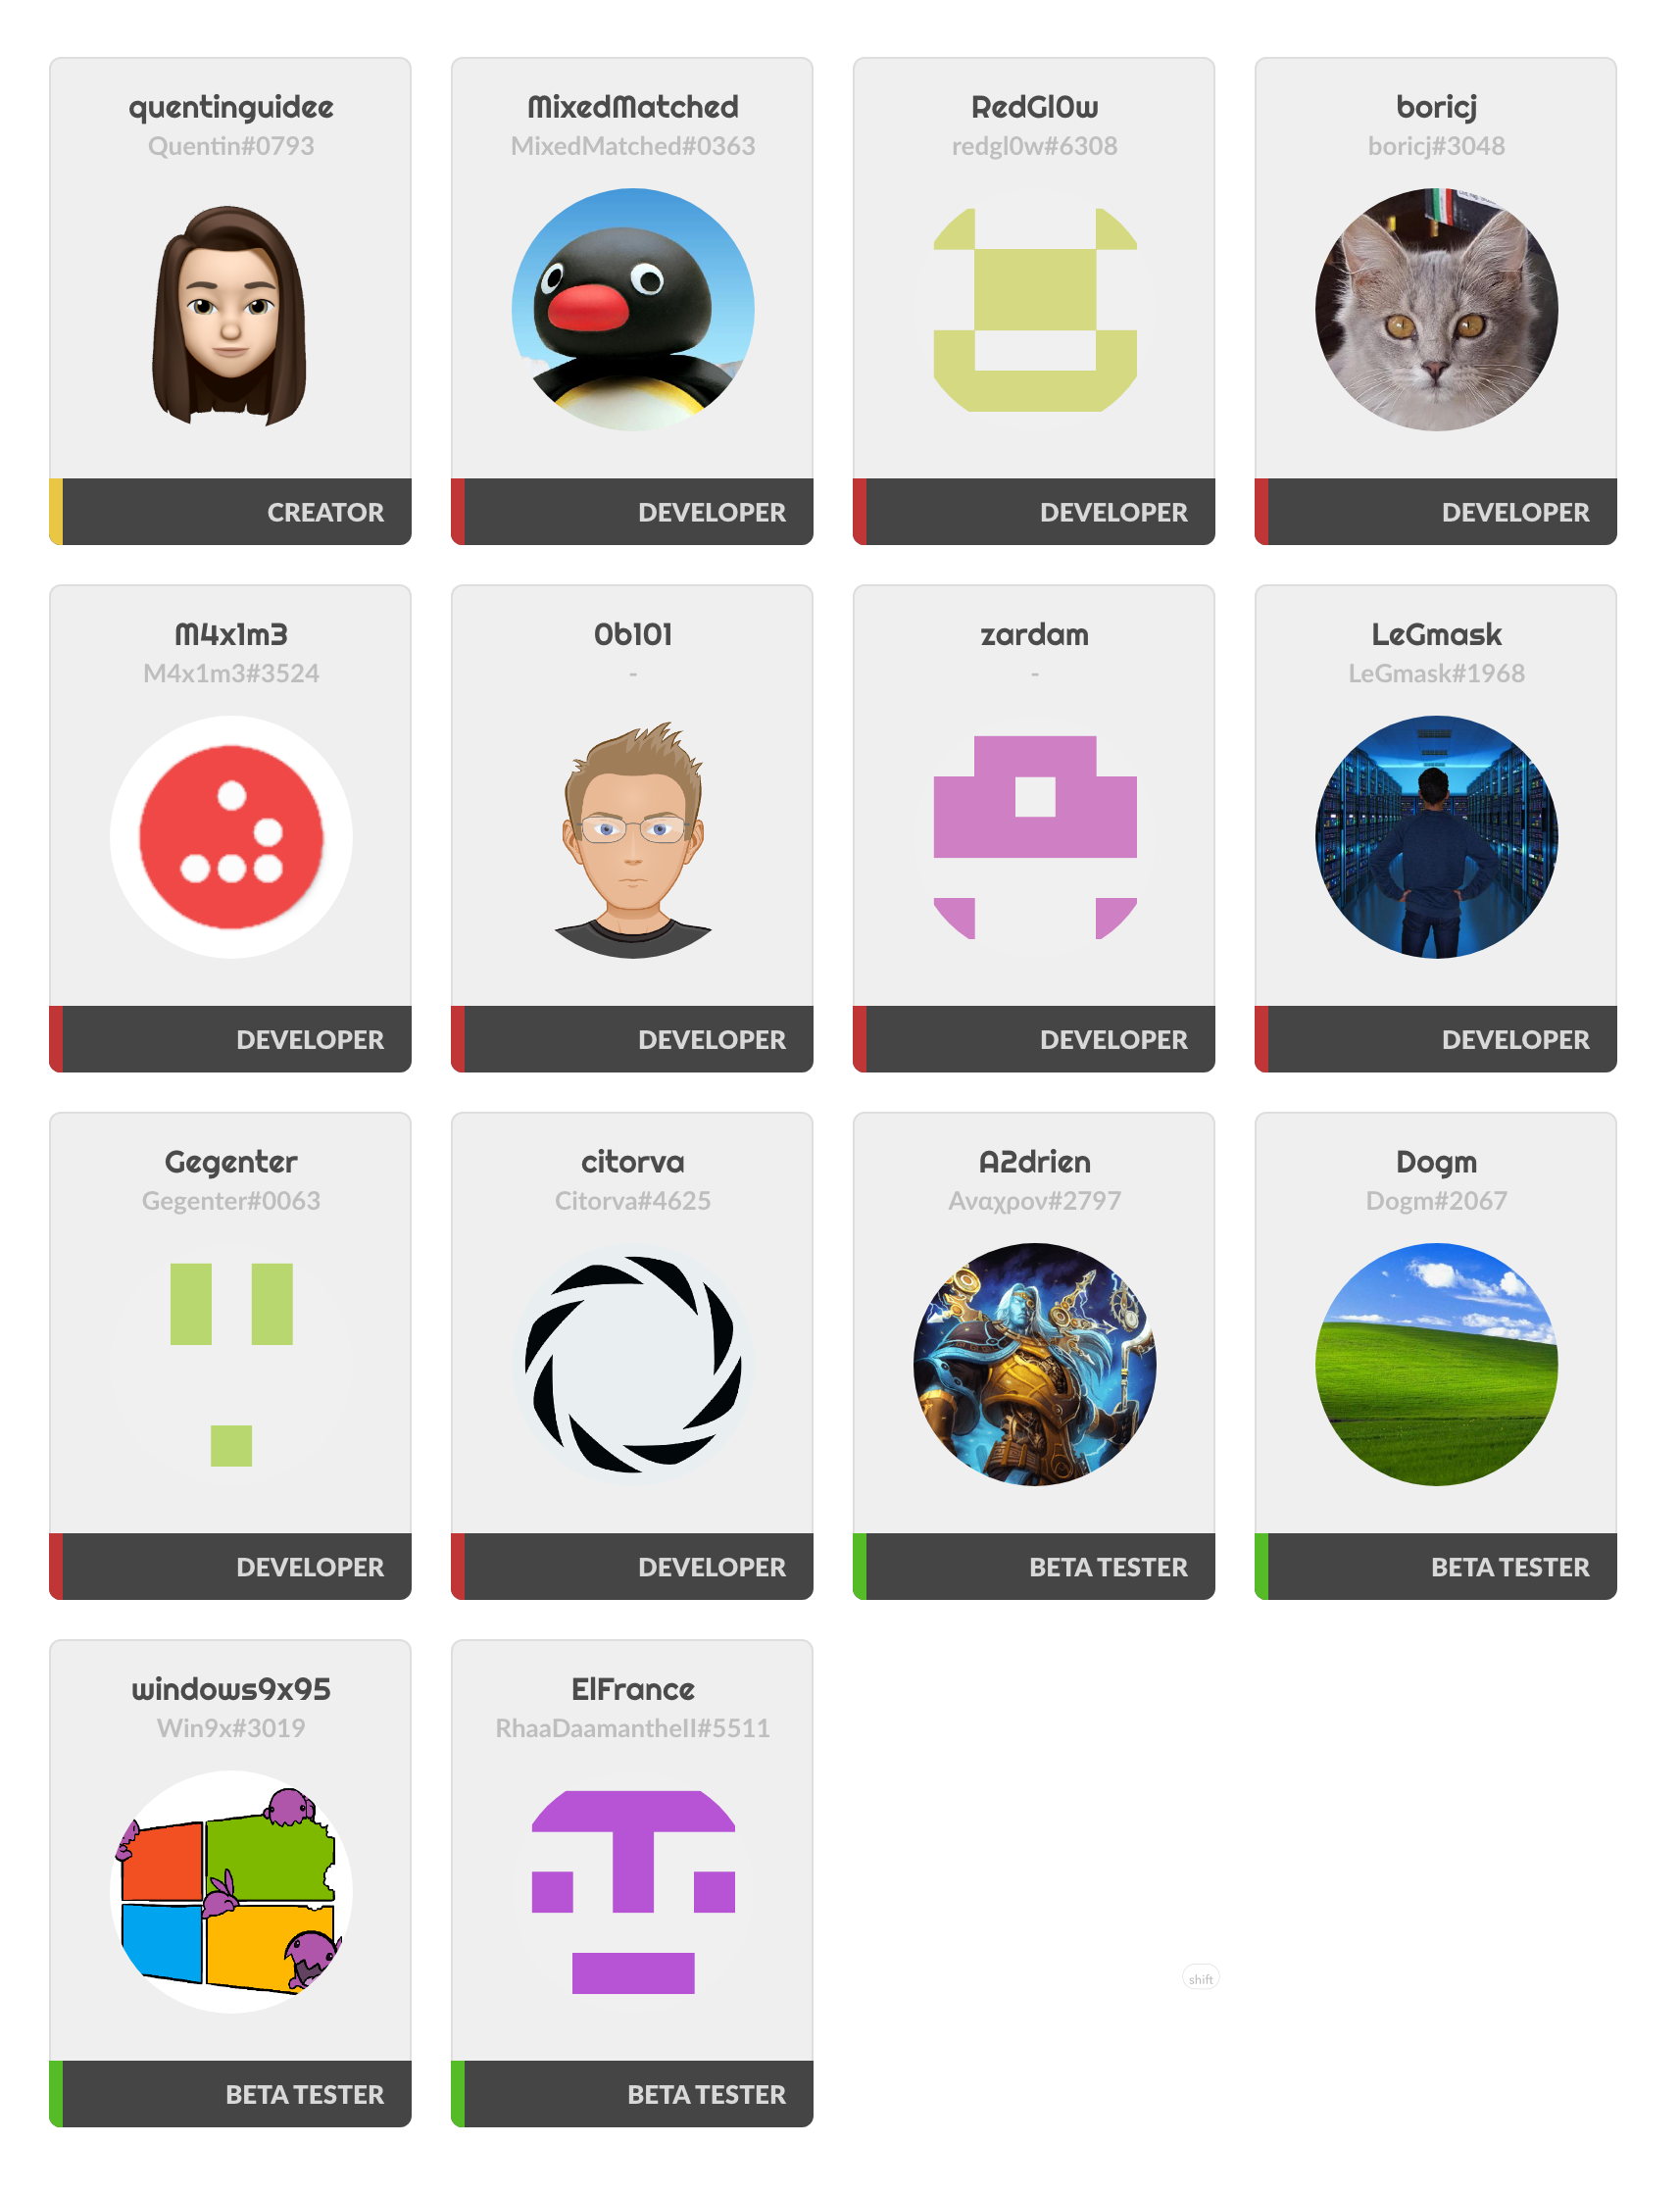 quentinguidee
Quentin#0793
CREATOR
MixedMatched
MixedMatched#0363
DEVELOPER
RedGl0w
redgl0w#6308
DEVELOPER
boricj
boricj#3048
DEVELOPER
M4x1m3
M4x1m3#3524
DEVELOPER
0b101
-
DEVELOPER
zardam
-
DEVELOPER
LeGmask
LeGmask#1968
DEVELOPER
Gegenter
Gegenter#0063
DEVELOPER
citorva
Citorva#4625
DEVELOPER
A2drien
Αναχρον#2797
BETA TESTER
Dogm
Dogm#2067
BETA TESTER
windows9x95
Win9x#3019
BETA TESTER
ElFrance
RhaaDaamanthell#5511
BETA TESTER
shift